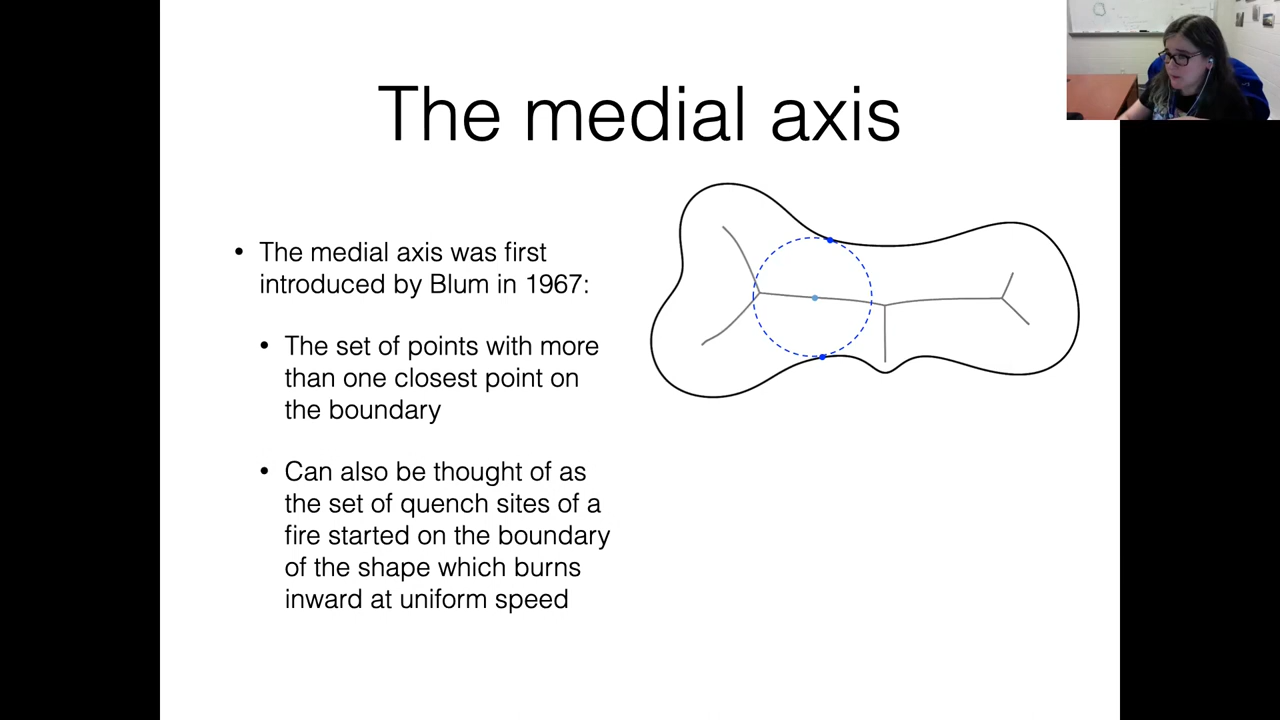 The medial axis
• The medial axis was first
introduced by Blum in 1967:
• The set of points with more
than one closest point on
the boundary
• Can also be thought of as
the set of quench sites of a
fire started on the boundary
of the shape which burns
inward at uniform speed